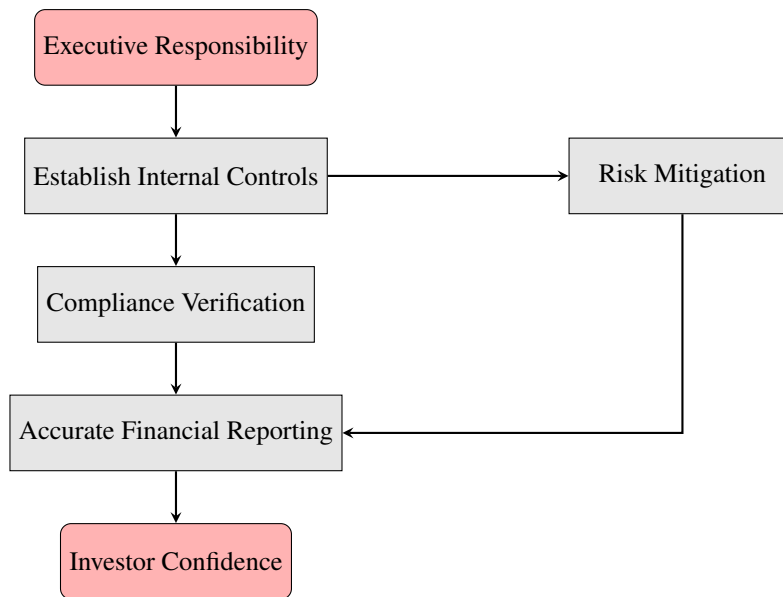 Executive Responsibility
Establish Internal Controls
Risk Mitigation
Compliance Verification
Accurate Financial Reporting
Investor Confidence